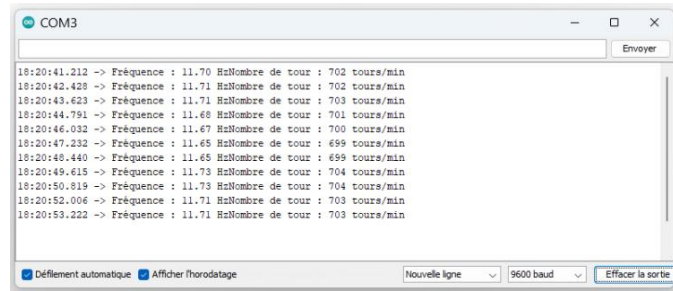 COM3
Envoyer
18:20:41.212 -> Fréquence : 11.70 HzNombre de tour : 702 tours/min
18:20:42.428 -> Fréquence : 11.71 HzNombre de tour : 702 tours/min
18:20:43.623 -> Fréquence : 11.71 HzNombre de tour : 703 tours/min
18:20:44.791 -> Fréquence : 11.68 HzNombre de tour : 701 tours/min
18:20:46.032 -> Fréquence : 11.67 HzNombre de tour : 700 tours/min
18:20:47.232 -> Fréquence : 11.65 HzNombre de tour : 699 tours/min
18:20:48.440 -> Fréquence : 11.65 HzNombre de tour : 699 tours/min
18:20:49.615 -> Fréquence : 11.73 HzNombre de tour : 704 tours/min
18:20:50.819 -> Fréquence : 11.73 HzNombre de tour : 704 tours/min
18:20:52.006 -> Fréquence : 11.71 HzNombre de tour : 703 tours/min
18:20:53.222 -> Fréquence : 11.71 HzNombre de tour : 703 tours/min
Défilement automatique Afficher l'horodatage Nouvelle ligne 9600 baud Effacer la sortie